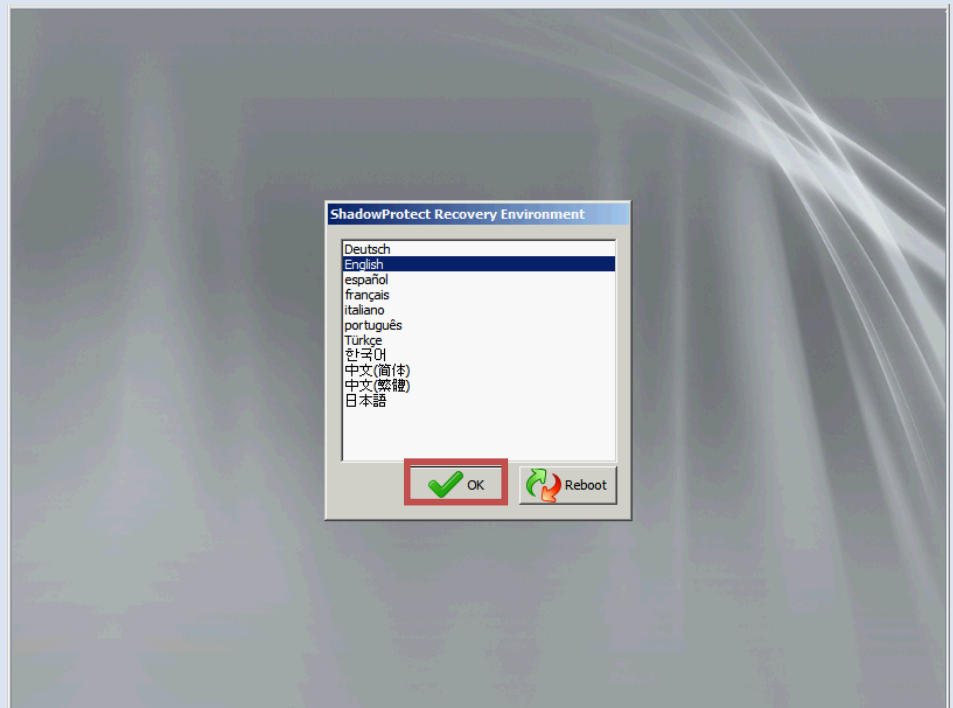 ShadowProtect Recovery Environment
Deutsch
English
español
français
italiano
português
Türkçe
한국어
中文(简体)
中文(繁體)
日本語
OK
Reboot